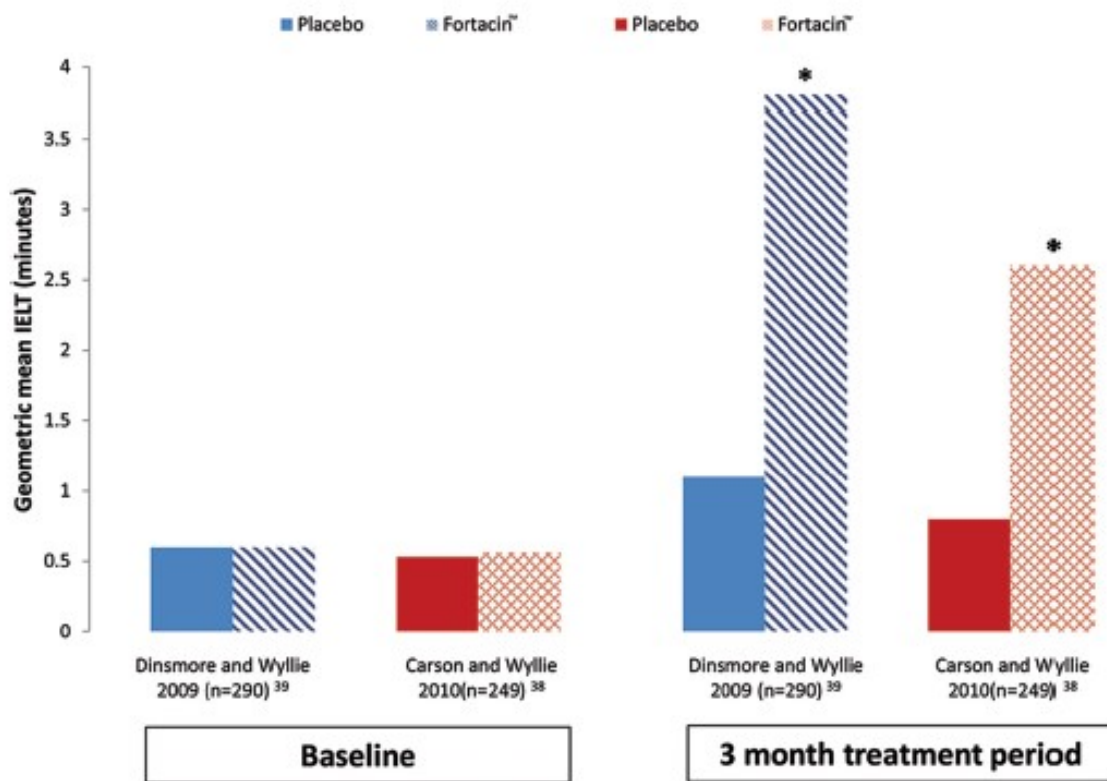 Placebo Fortacin™ Placebo Fortacin™
Geometric mean IELT (minutes)
4
3.5
3
2.5
2
1.5
1
0.5
0
*
*
Dinsmore and Wyllie
2009 (n=290) 39
Carson and Wyllie
2010(n=249) 38
Dinsmore and Wyllie
2009 (n=290) 39
Carson and Wyllie
2010(n=249) 38
Baseline
3 month treatment period